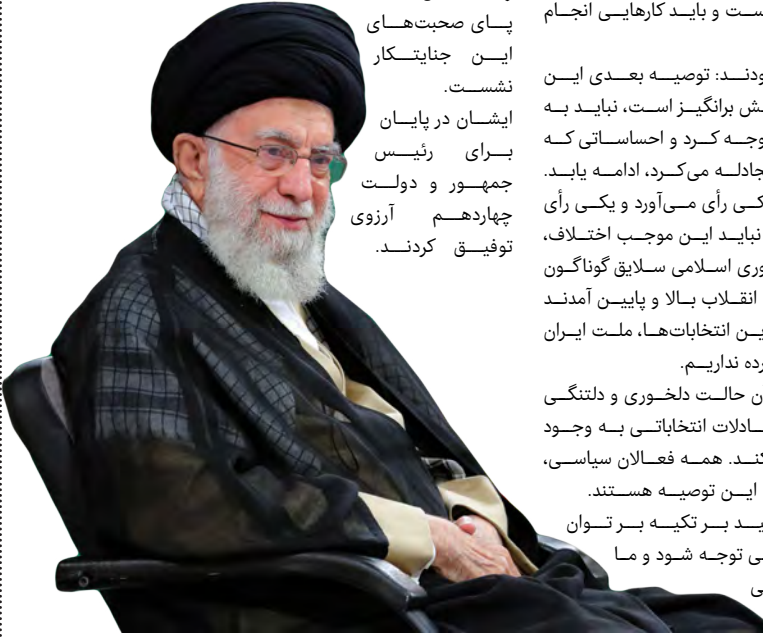 ست و باید کارهایی انجام
ودند: توصیه بعدی این
ش برانگیز است، نباید به
وجه کرد و احساساتی که
جادله می‌کرد، ادامه یابد.
کی رأی می‌آورد و یکی رأی
نباید این موجب اختلاف،
وری اسلامی سلایق گوناگون
انقلاب بالا و پایین آمدند
ین انتخابات‌ها، ملت ایران
رده نداریم.
ن حالت دلخوری و دلتنگی
ادلات انتخاباتی به وجود
کند. همه فعالان سیاسی،
این توصیه هستند.
ید بر تکیه بر توان
ی توجه شود و ما
ی
پای صحبت‌های
این جنایتکار
نشست.
ایشان در پایان
برای رئیس
جمهور و دولت
چهاردهم آرزوی
توفیق کردند.